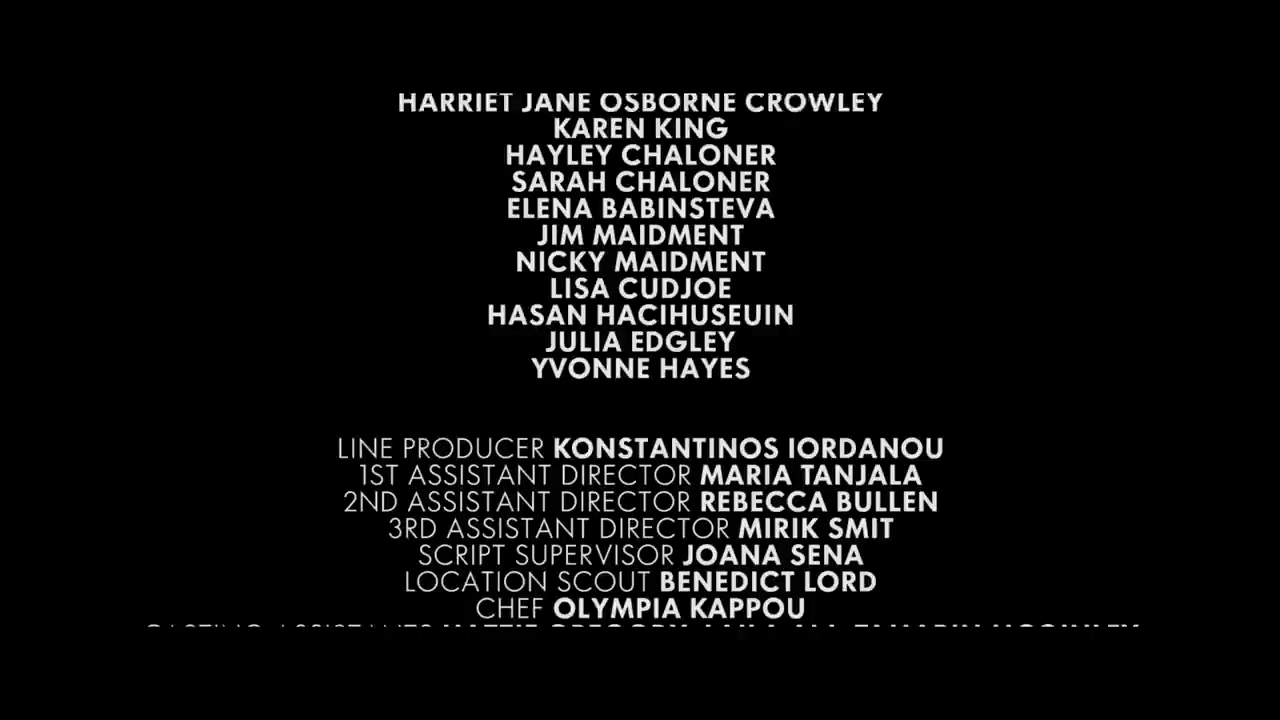 HARRIET JANE OSBORNE CROWLEY
KAREN KING
HAYLEY CHALONER
SARAH CHALONER
ELENA BABINSTEVA
JIM MAIDMENT
NICKY MAIDMENT
LISA CUDJOE
HASAN HACIHUSEUIN
JULIA EDGLEY
YVONNE HAYES
LINE PRODUCER KONSTANTINOS IORDANOU
1ST ASSISTANT DIRECTOR MARIA TANJALA
2ND ASSISTANT DIRECTOR REBECCA BULLEN
3RD ASSISTANT DIRECTOR MIRIK SMIT
SCRIPT SUPERVISOR JOANA SENA
LOCATION SCOUT BENEDICT LORD
CHEF OLYMPIA KAPPOU
CASTING ASSISTANTS